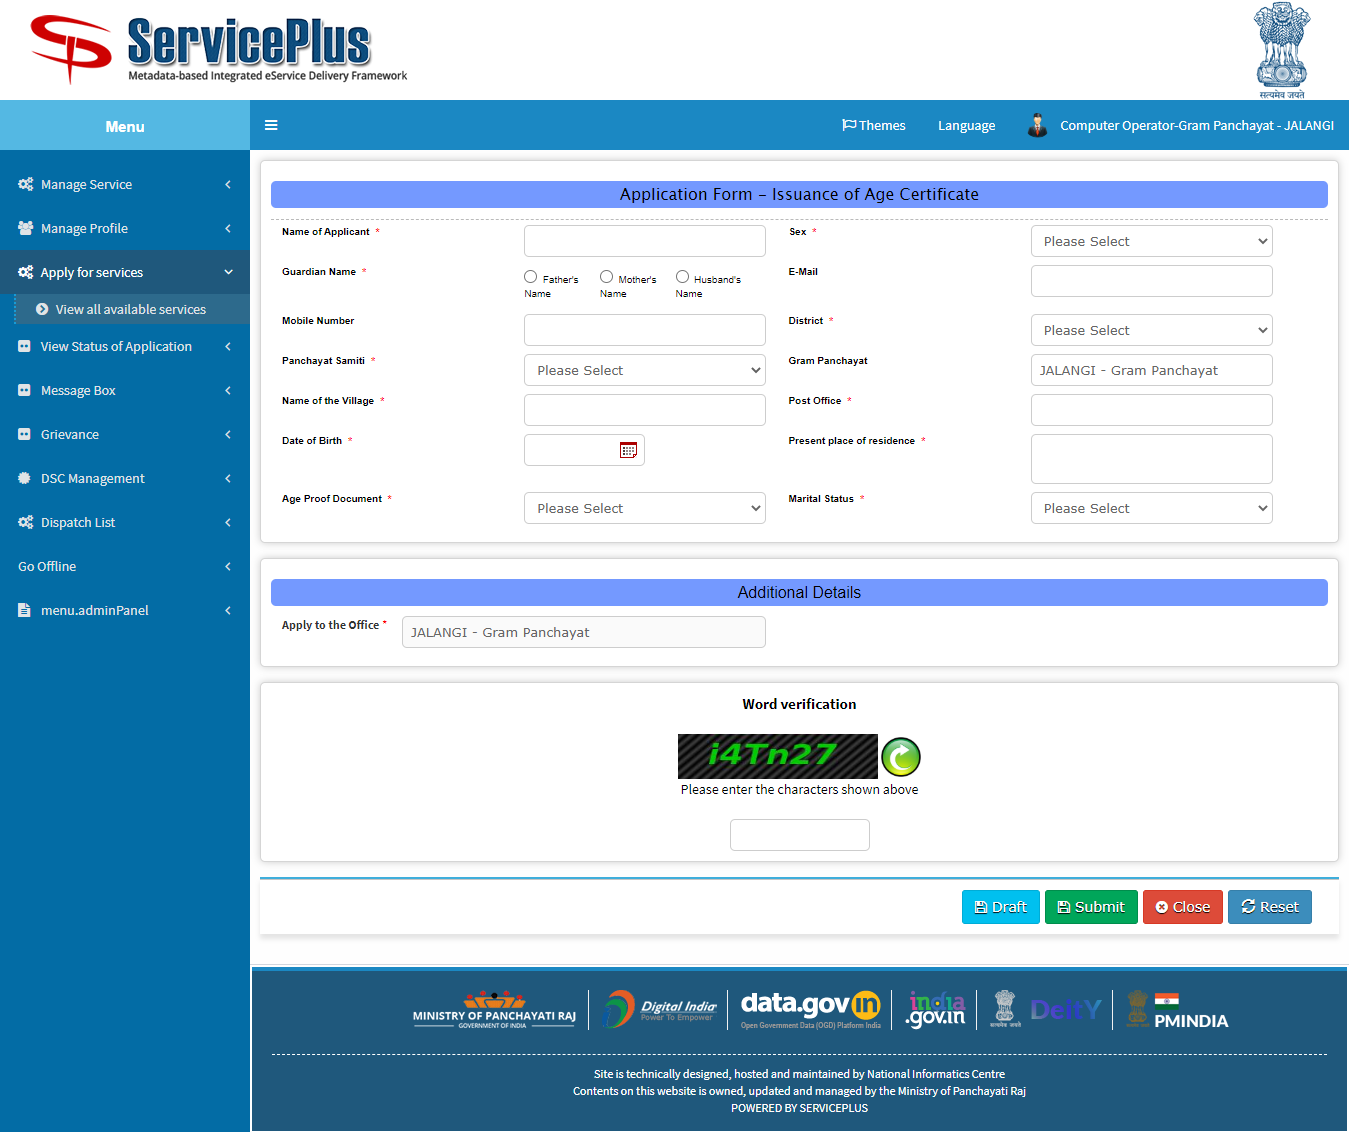 ServicePlus
Metadata-based Integrated eService Delivery Framework
सत्यमेव जयते
Menu
Themes
Language
Computer Operator-Gram Panchayat - JALANGI
Manage Service
Manage Profile
Apply for services
View all available services
View Status of Application
Message Box
Grievance
DSC Management
Dispatch List
Go Offline
menu.adminPanel
Application Form – Issuance of Age Certificate
Name of Applicant *
Sex * Please Select
Guardian Name * Father's Name Mother's Name Husband's Name
E-Mail
Mobile Number
District * Please Select
Panchayat Samiti * Please Select
Gram Panchayat JALANGI - Gram Panchayat
Name of the Village *
Post Office *
Date of Birth *
Present place of residence *
Age Proof Document * Please Select
Marital Status * Please Select
Additional Details
Apply to the Office * JALANGI - Gram Panchayat
Word verification
i4Tn27
Please enter the characters shown above
Draft Submit Close Reset
MINISTRY OF PANCHAYATI RAJ
GOVERNMENT OF INDIA
Digital India
Power To Empower
data.gov in
Open Government Data (OGD) Platform India
india
.gov.in
सत्यमेव जयते
DeitY
PMINDIA
Site is technically designed, hosted and maintained by National Informatics Centre
Contents on this website is owned, updated and managed by the Ministry of Panchayati Raj
POWERED BY SERVICEPLUS